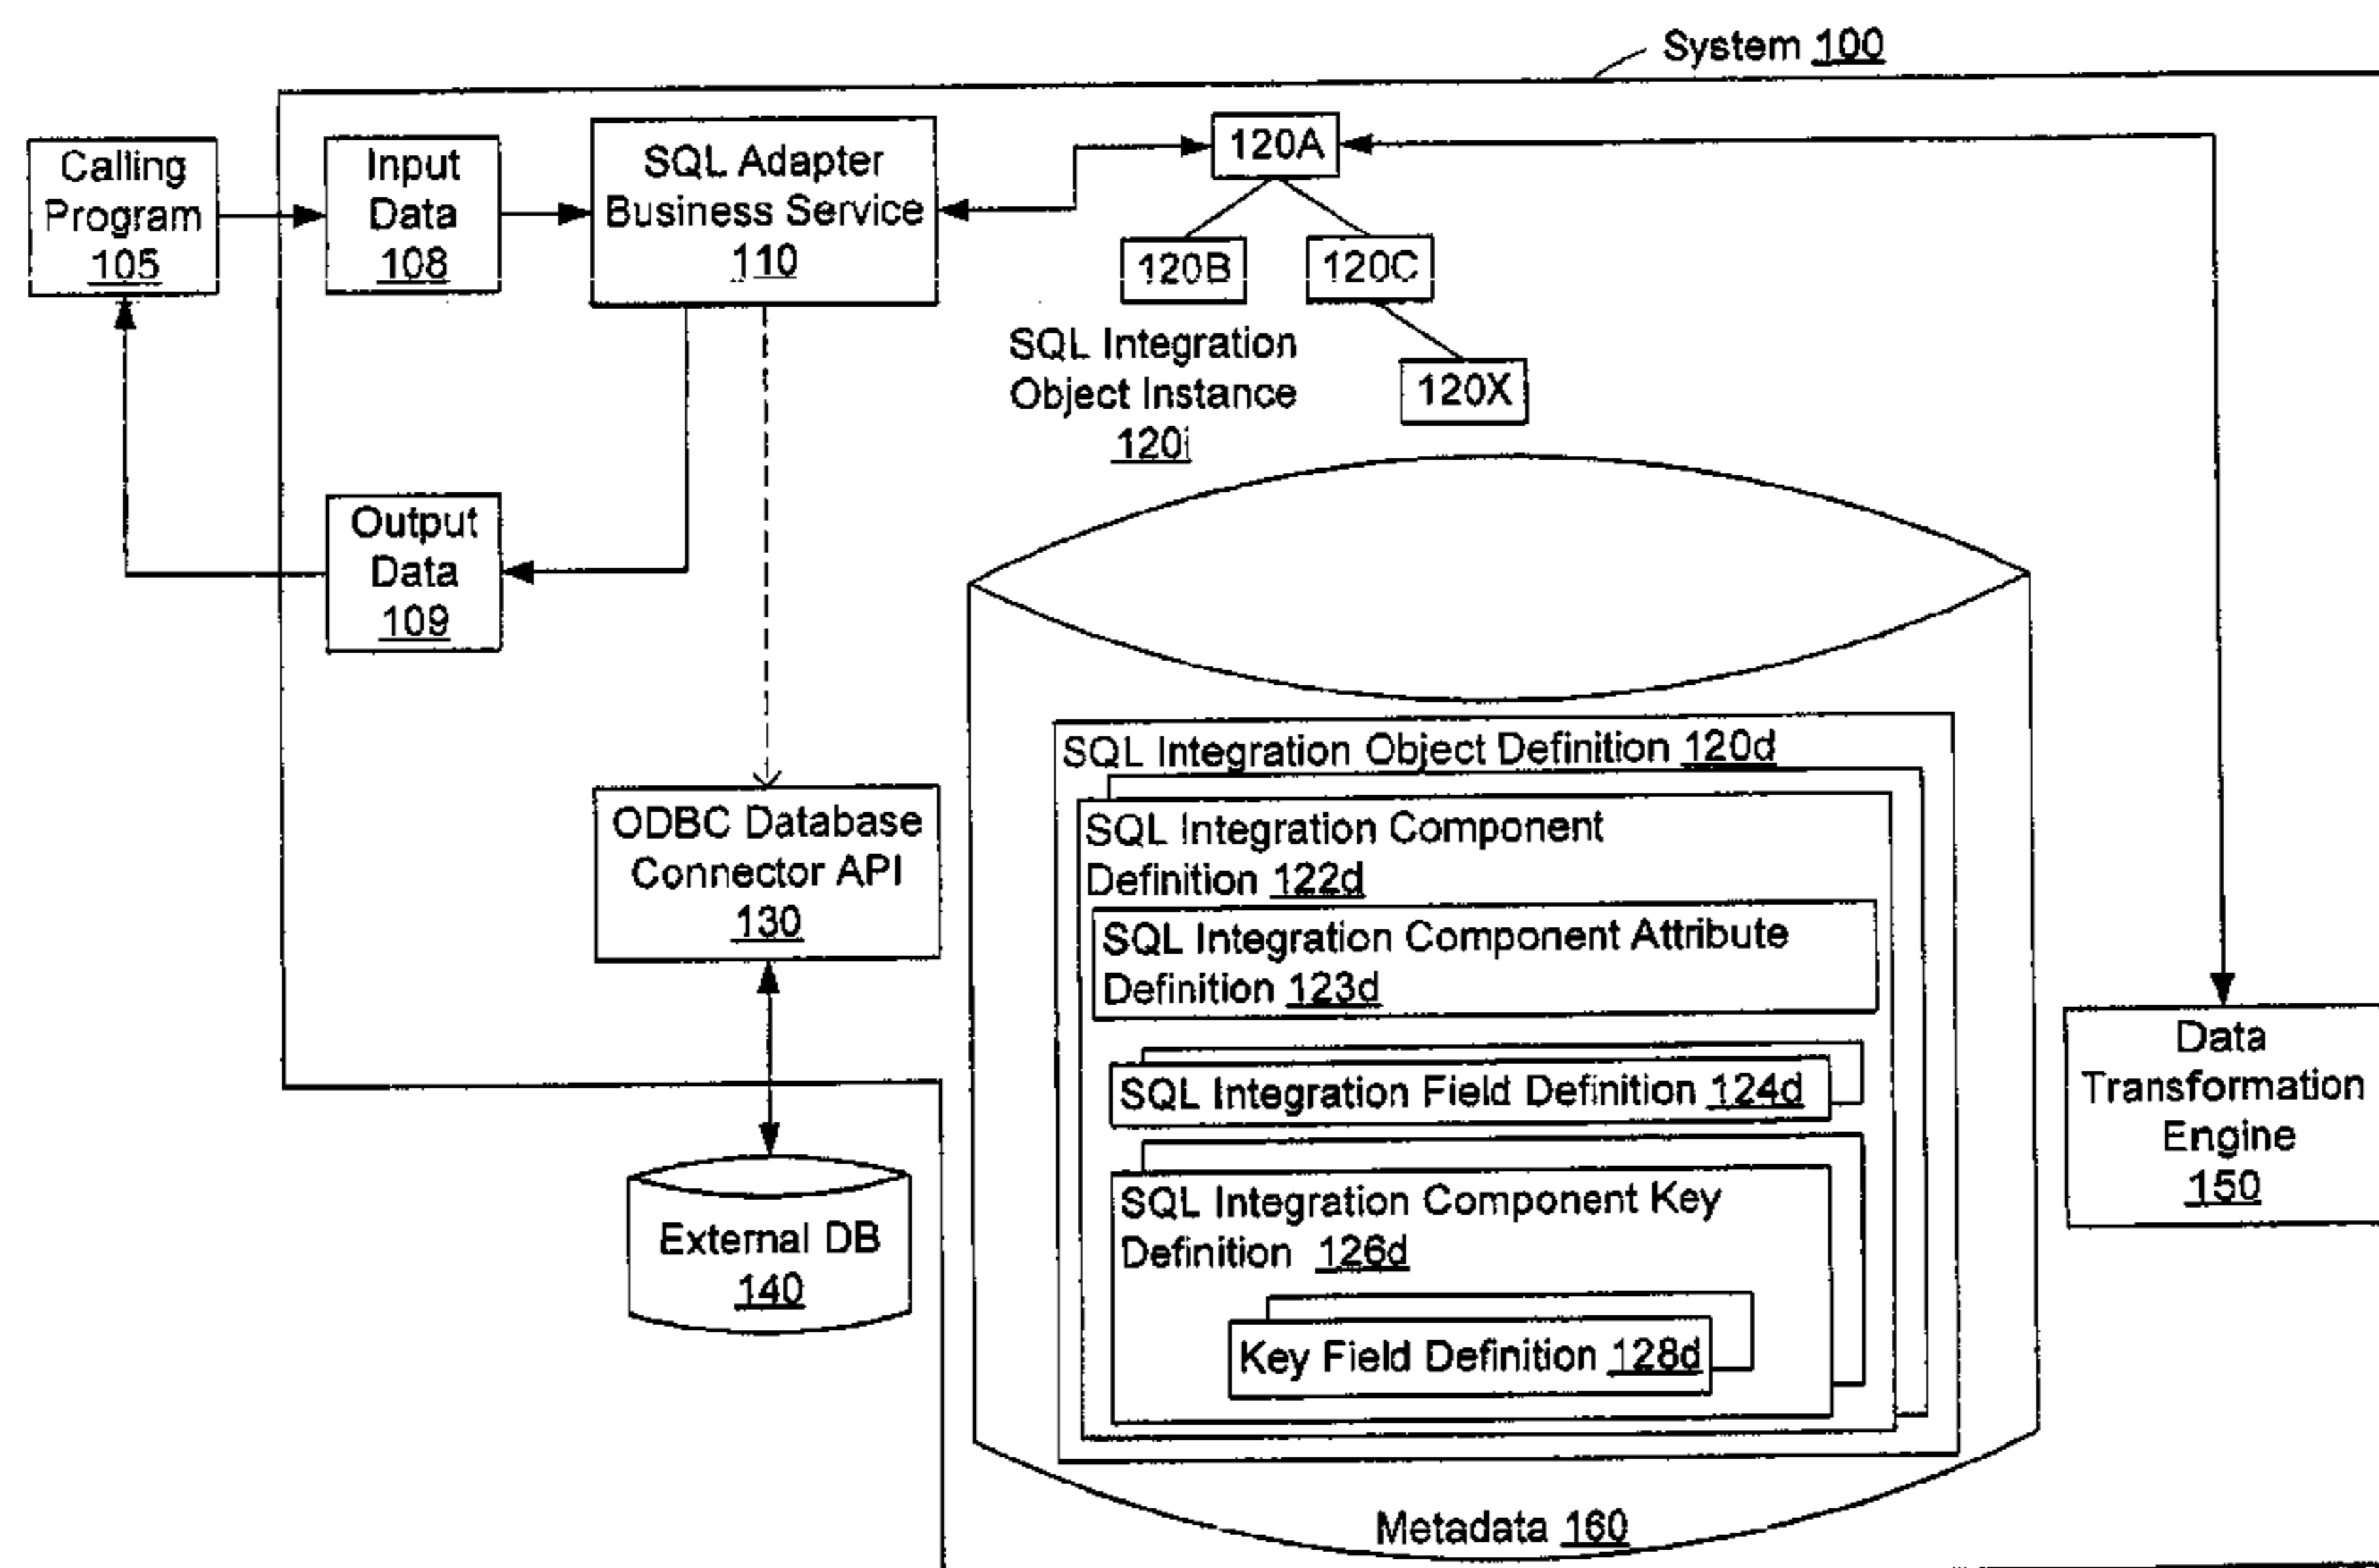 System 100
Calling
Program
105
Input
Data
108
SQL Adapter
Business Service
110
120A
120B
120C
120X
SQL Integration
Object Instance
120i
Output
Data
109
ODBC Database
Connector API
130
External DB
140
SQL Integration Object Definition 120d
SQL Integration Component
Definition 122d
SQL Integration Component Attribute
Definition 123d
SQL Integration Field Definition 124d
SQL Integration Component Key
Definition 126d
Key Field Definition 128d
Metadata 160
Data
Transformation
Engine
150